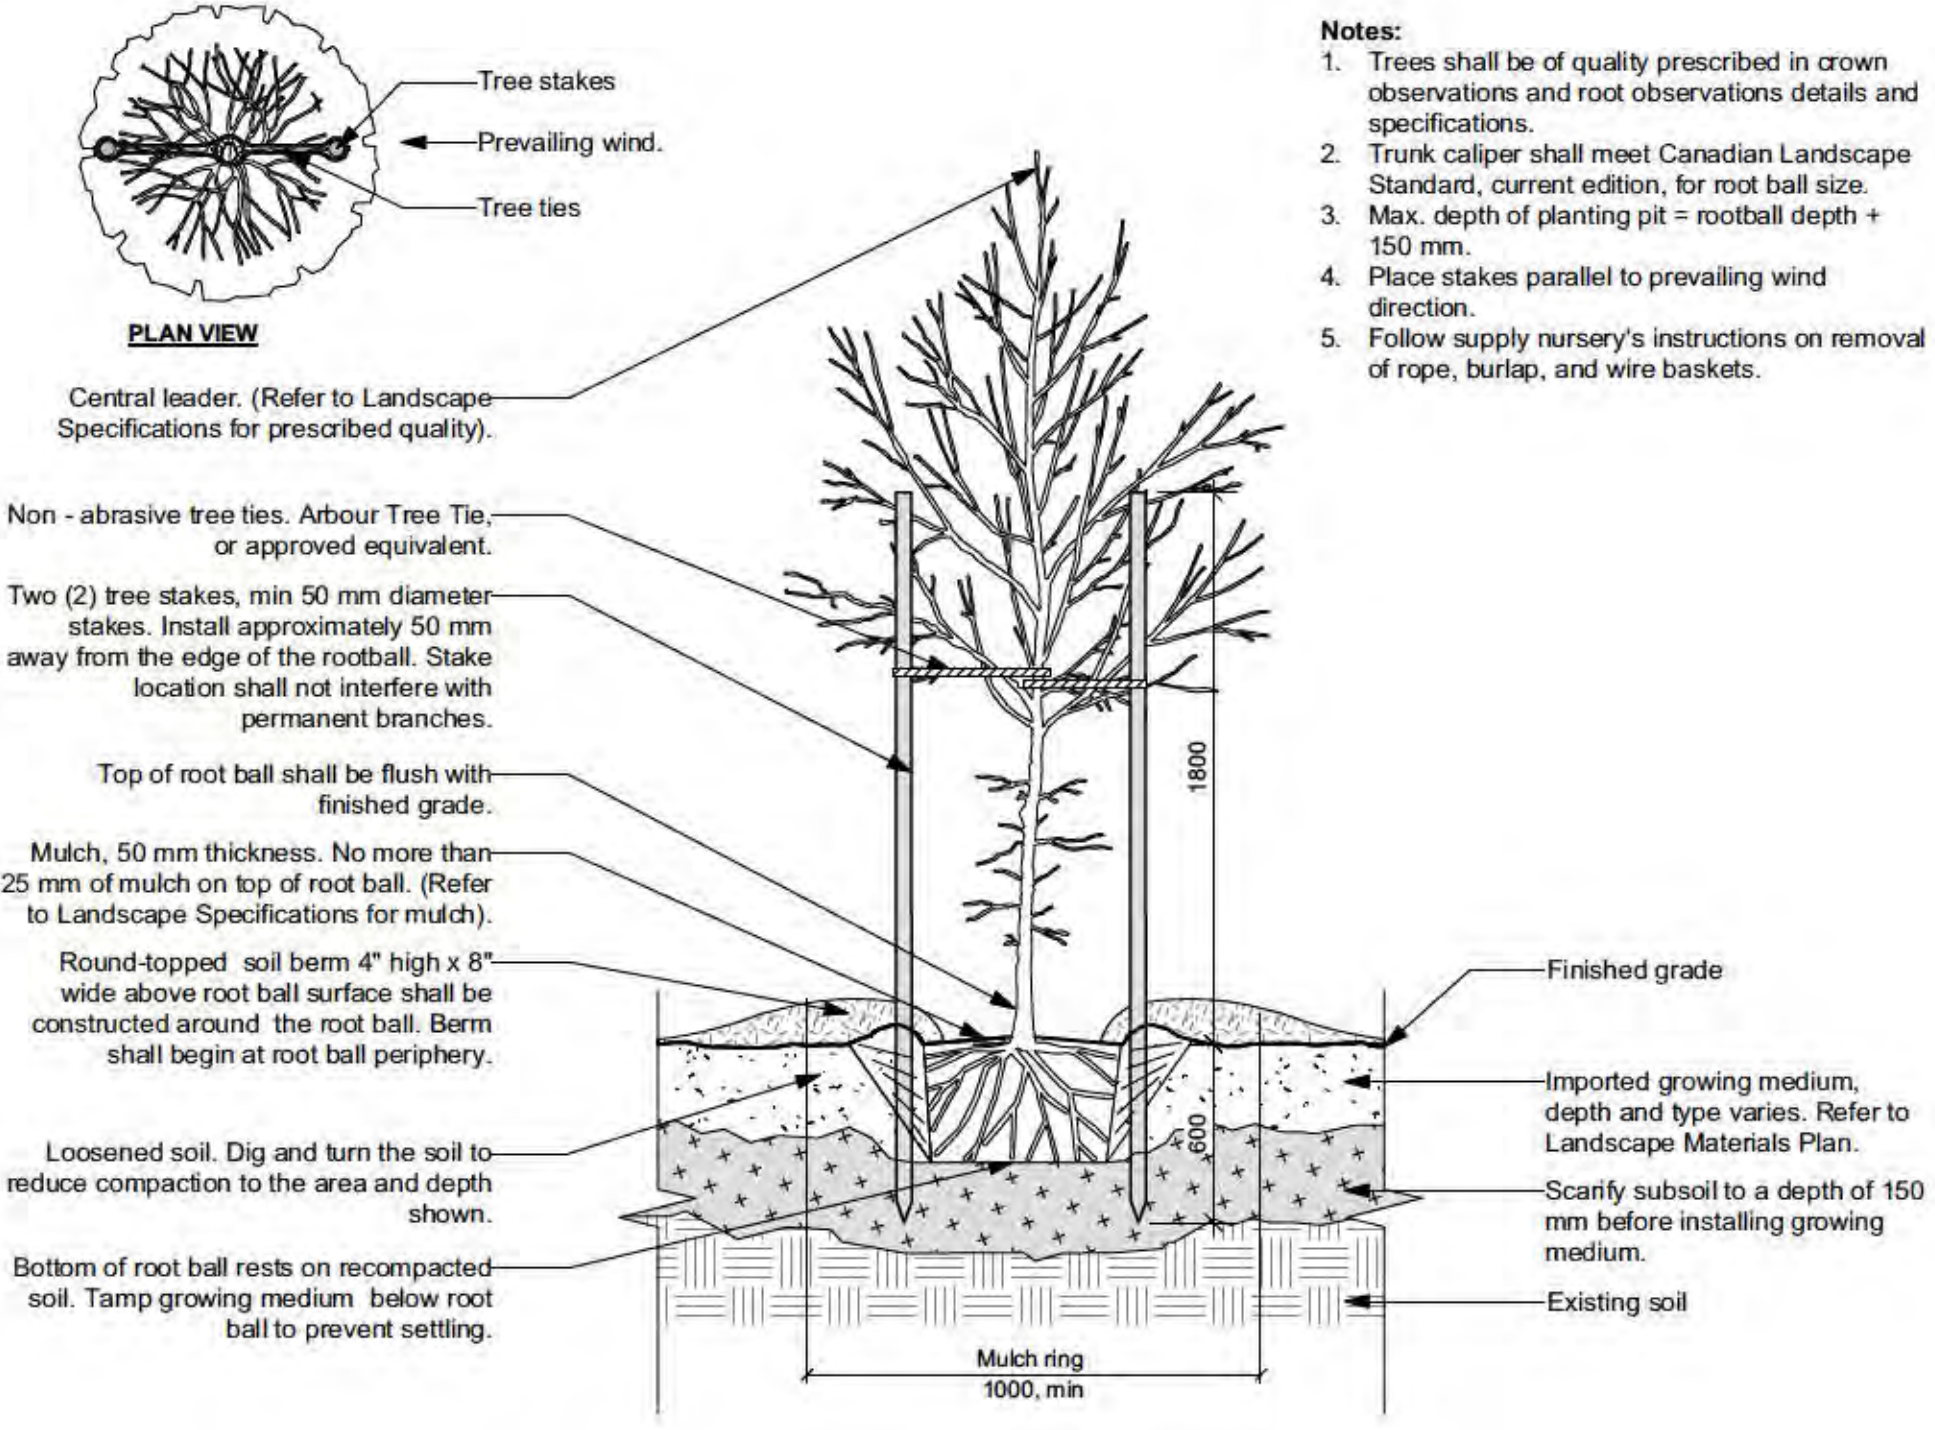 Tree stakes
Prevailing wind.
Tree ties
PLAN VIEW
Notes:
1. Trees shall be of quality prescribed in crown
observations and root observations details and
specifications.
2. Trunk caliper shall meet Canadian Landscape
Standard, current edition, for root ball size.
3. Max. depth of planting pit = rootball depth +
150 mm.
4. Place stakes parallel to prevailing wind
direction.
5. Follow supply nursery's instructions on removal
of rope, burlap, and wire baskets.
Central leader. (Refer to Landscape
Specifications for prescribed quality).
Non - abrasive tree ties. Arbour Tree Tie,
or approved equivalent.
Two (2) tree stakes, min 50 mm diameter
stakes. Install approximately 50 mm
away from the edge of the rootball. Stake
location shall not interfere with
permanent branches.
Top of root ball shall be flush with
finished grade.
Mulch, 50 mm thickness. No more than
25 mm of mulch on top of root ball. (Refer
to Landscape Specifications for mulch).
Round-topped soil berm 4" high x 8"
wide above root ball surface shall be
constructed around the root ball. Berm
shall begin at root ball periphery.
Loosened soil. Dig and turn the soil to
reduce compaction to the area and depth
shown.
Bottom of root ball rests on recompacted
soil. Tamp growing medium below root
ball to prevent settling.
1800
600
Mulch ring
1000, min
Finished grade
Imported growing medium,
depth and type varies. Refer to
Landscape Materials Plan.
Scarify subsoil to a depth of 150
mm before installing growing
medium.
Existing soil